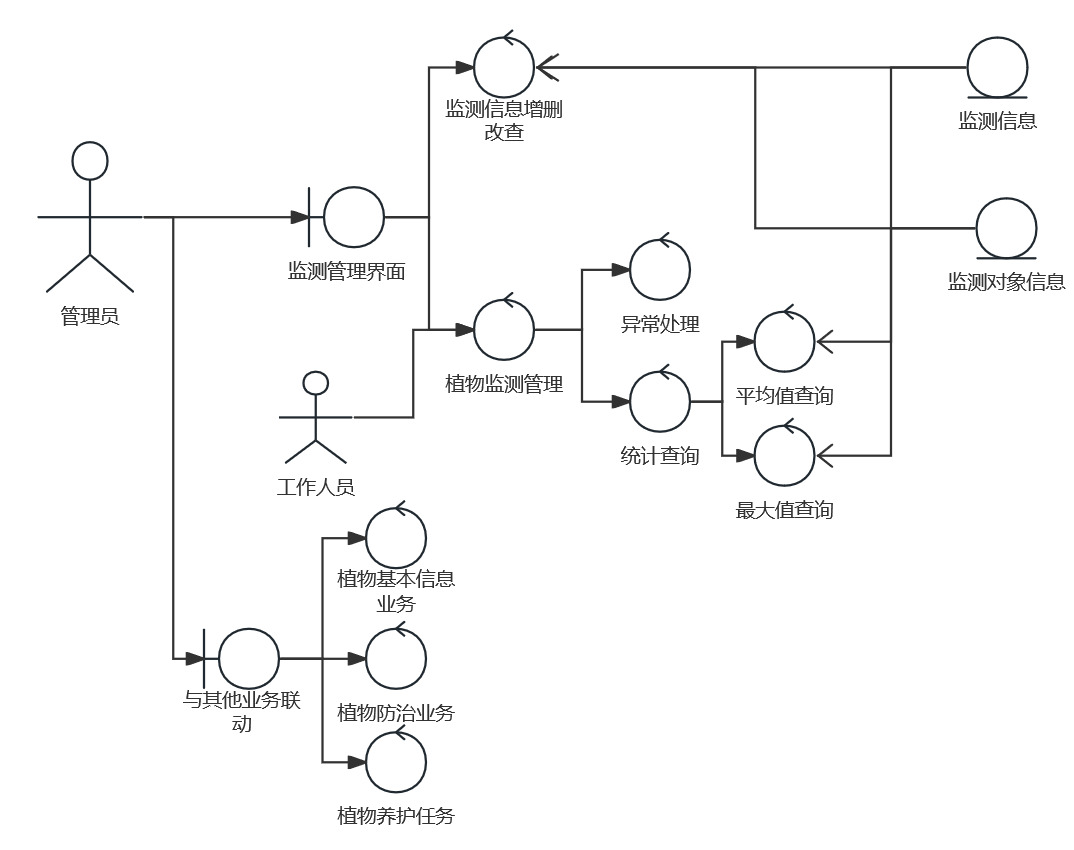 监测信息增删
改查
监测信息
监测管理界面
监测对象信息
管理员
异常处理
植物监测管理
平均值查询
统计查询
工作人员
最大值查询
植物基本信息
业务
与其他业务联
动
植物防治业务
植物养护任务